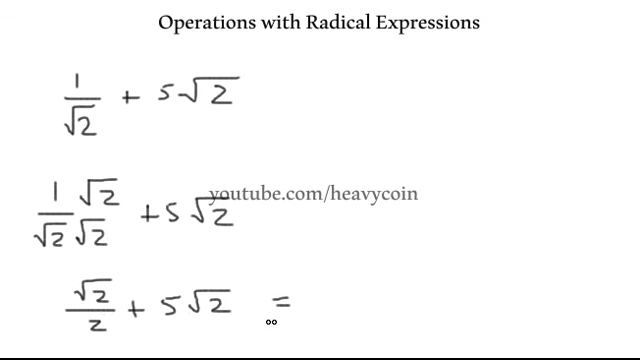 Operations with Radical Expressions
1/√2 + 5√2
1 √2 / √2 √2 + 5√2
youtube.com/heavycoin
√2/2 + 5√2 =